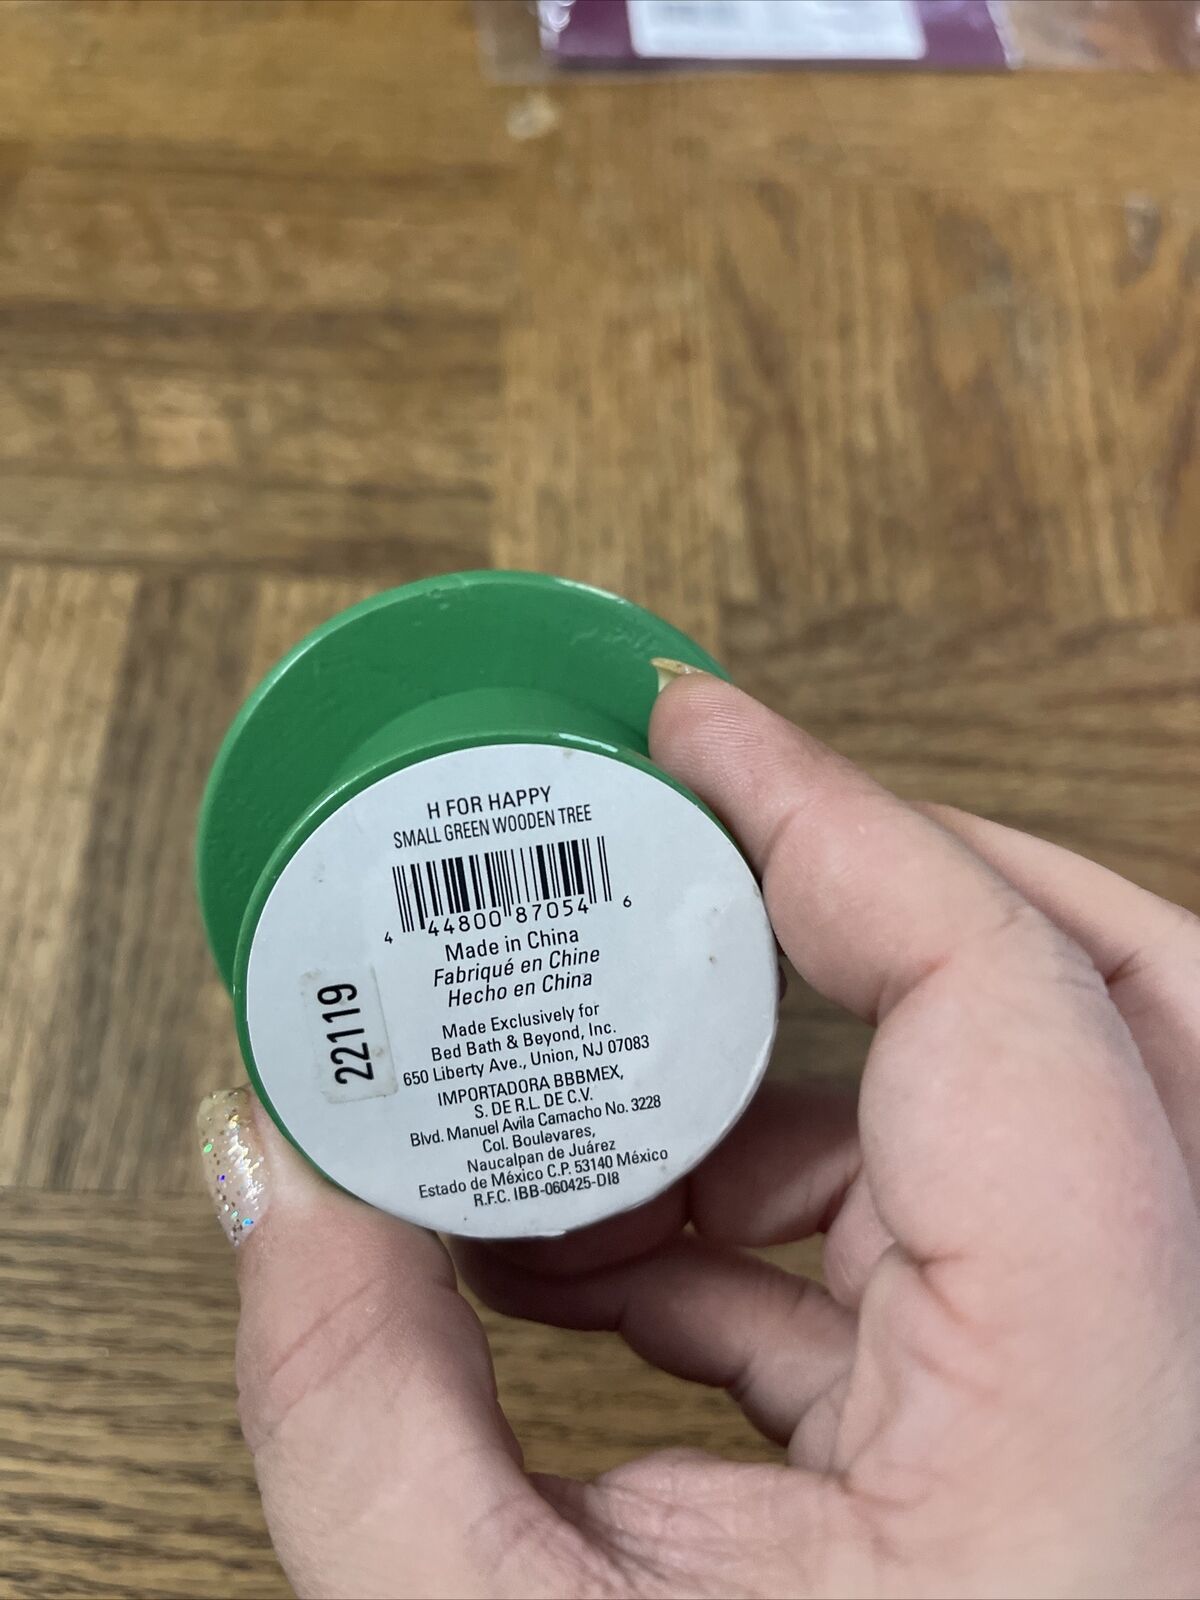 H FOR HAPPY
SMALL GREEN WOODEN TREE
4 44800 87054 6
Made in China
Fabriqué en Chine
Hecho en China
22119
Made Exclusively for
Bed Bath & Beyond, Inc.
650 Liberty Ave., Union, NJ 07083
IMPORTADORA BBBMEX,
S. DE R.L. DE C.V.
Blvd. Manuel Avila Camacho No. 3228
Col. Boulevares,
Naucalpan de Juárez
Estado de México C.P. 53140 México
R.F.C. IBB-060425-DI8